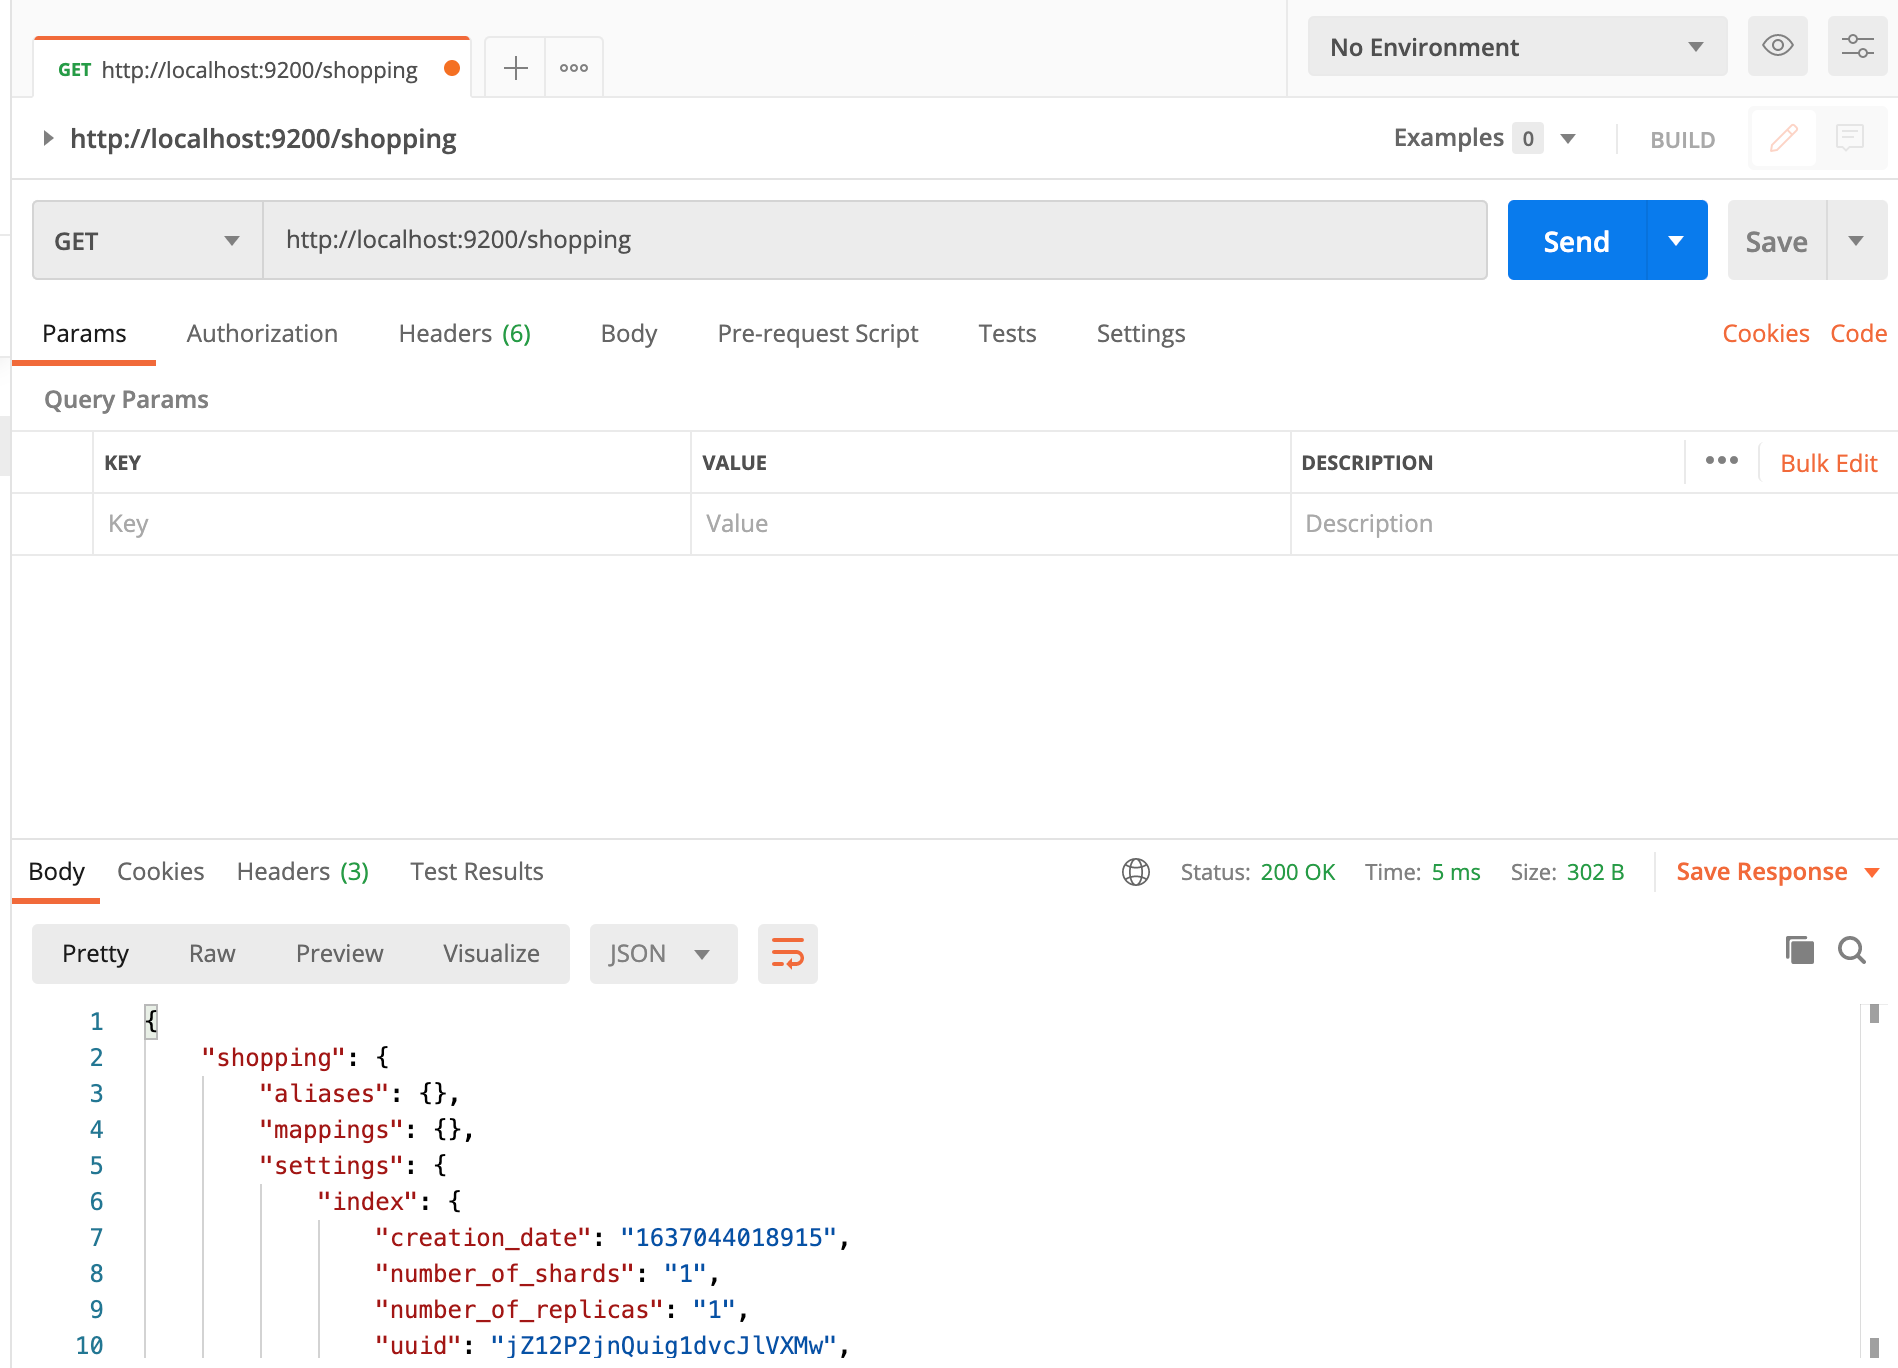 GET http://localhost:9200/shopping
No Environment
http://localhost:9200/shopping
Examples 0 BUILD
GET http://localhost:9200/shopping Send Save
Params Authorization Headers (6) Body Pre-request Script Tests Settings Cookies Code
Query Params
KEY VALUE DESCRIPTION ••• Bulk Edit
Key Value Description
Body Cookies Headers (3) Test Results Status: 200 OK Time: 5 ms Size: 302 B Save Response
Pretty Raw Preview Visualize JSON
1 {
2 "shopping": {
3 "aliases": {},
4 "mappings": {},
5 "settings": {
6 "index": {
7 "creation_date": "1637044018915",
8 "number_of_shards": "1",
9 "number_of_replicas": "1",
10 "uuid": "jZ12P2jnQuig1dvcJlVXMw",